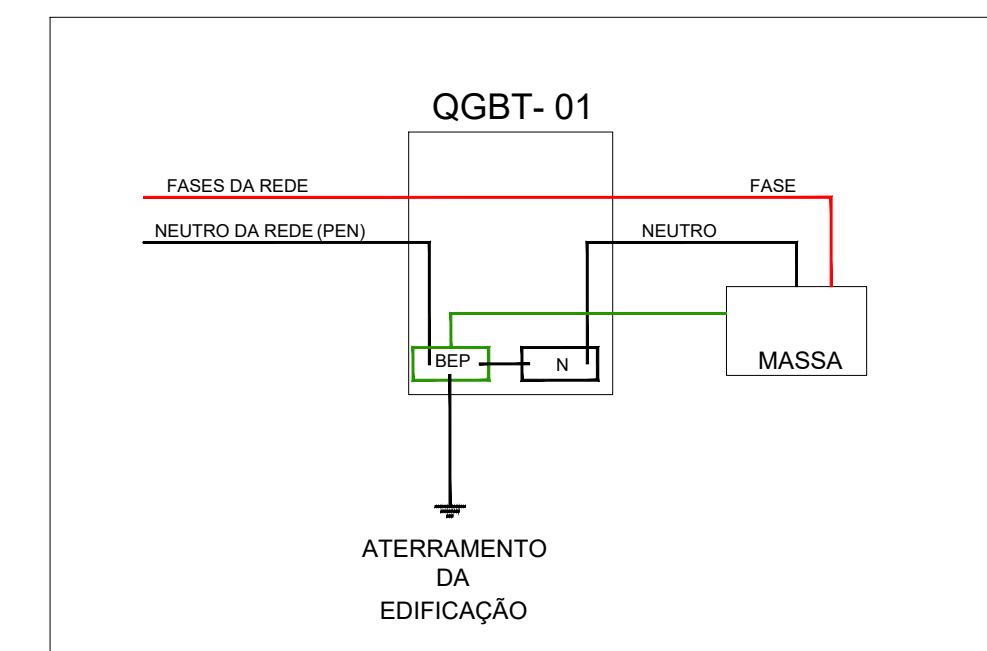 QGBT- 01
FASES DA REDE
FASE
NEUTRO DA REDE (PEN)
NEUTRO
BEP
N
MASSA
ATERRAMENTO
DA
EDIFICAÇÃO